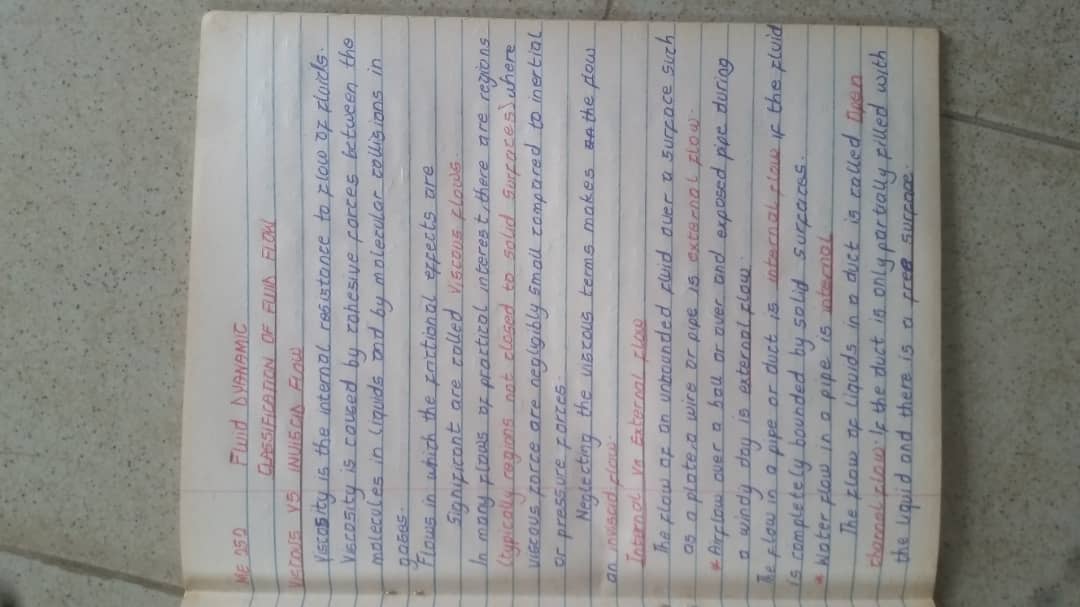 ME 252 Fluid DYANAMIC
CLASSIFICATION OF FLUID FLOW
VISCOUS VS INVISCID FLOW
Viscosity is the internal resistance to flow of fluids.
Viscosity is caused by cohesive forces between the
molecules in liquids and by molecular collisions in
gases.
Flows in which the frictional effects are
Significant are called Viscous flows.
In many flows of practical interest, there are regions
(typically regions not closed to solid surfaces) where
viscous force are negligibly small compared to inertial
or pressure forces.
Neglecting the viscous terms makes the flow
an inviscid flow.
Internal Vs External flow
The flow of an unbounded fluid over a surface such
as a plate, a wire or pipe is external flow.
* Airflow over a ball or over and exposed pipe during
a windy day is external flow.
The flow in a pipe or duct is internal flow if the fluid
is completely bounded by solid surfaces.
* Water flow in a pipe is internal
The flow of liquids in a duct is called Open
channel flow. If the duct is only partially filled with
the liquid and there is a free surface.